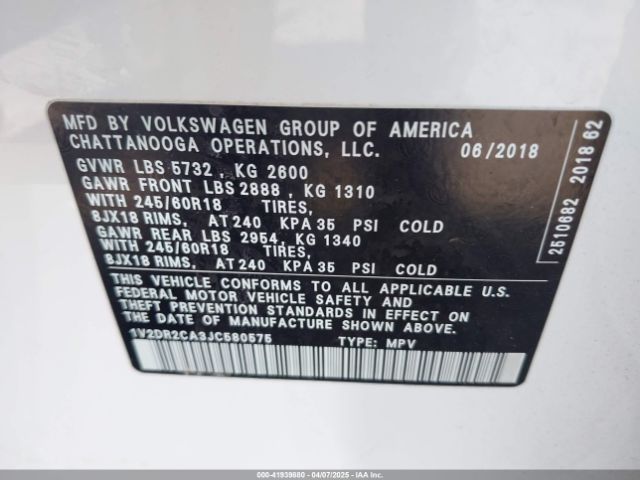 MFD BY VOLKSWAGEN GROUP OF AMERICA
CHATTANOOGA OPERATIONS, LLC. 06/2018
GVWR LBS 5732 , KG 2600
GAWR FRONT LBS 2888 , KG 1310
WITH 245/60R18 TIRES,
8JX18 RIMS, AT 240 KPA 35 PSI COLD
GAWR REAR LBS 2954, KG 1340
WITH 245/60R18 TIRES,
8JX18 RIMS, AT 240 KPA 35 PSI COLD
THIS VEHICLE CONFORMS TO ALL APPLICABLE U.S.
FEDERAL MOTOR VEHICLE SAFETY AND
THEFT PREVENTION STANDARDS IN EFFECT ON
THE DATE OF MANUFACTURE SHOWN ABOVE.
1V2DR2CA3JC580575 TYPE: MPV
2510682 2018 62
000-41939880 04/07/2025 IAAI.COM